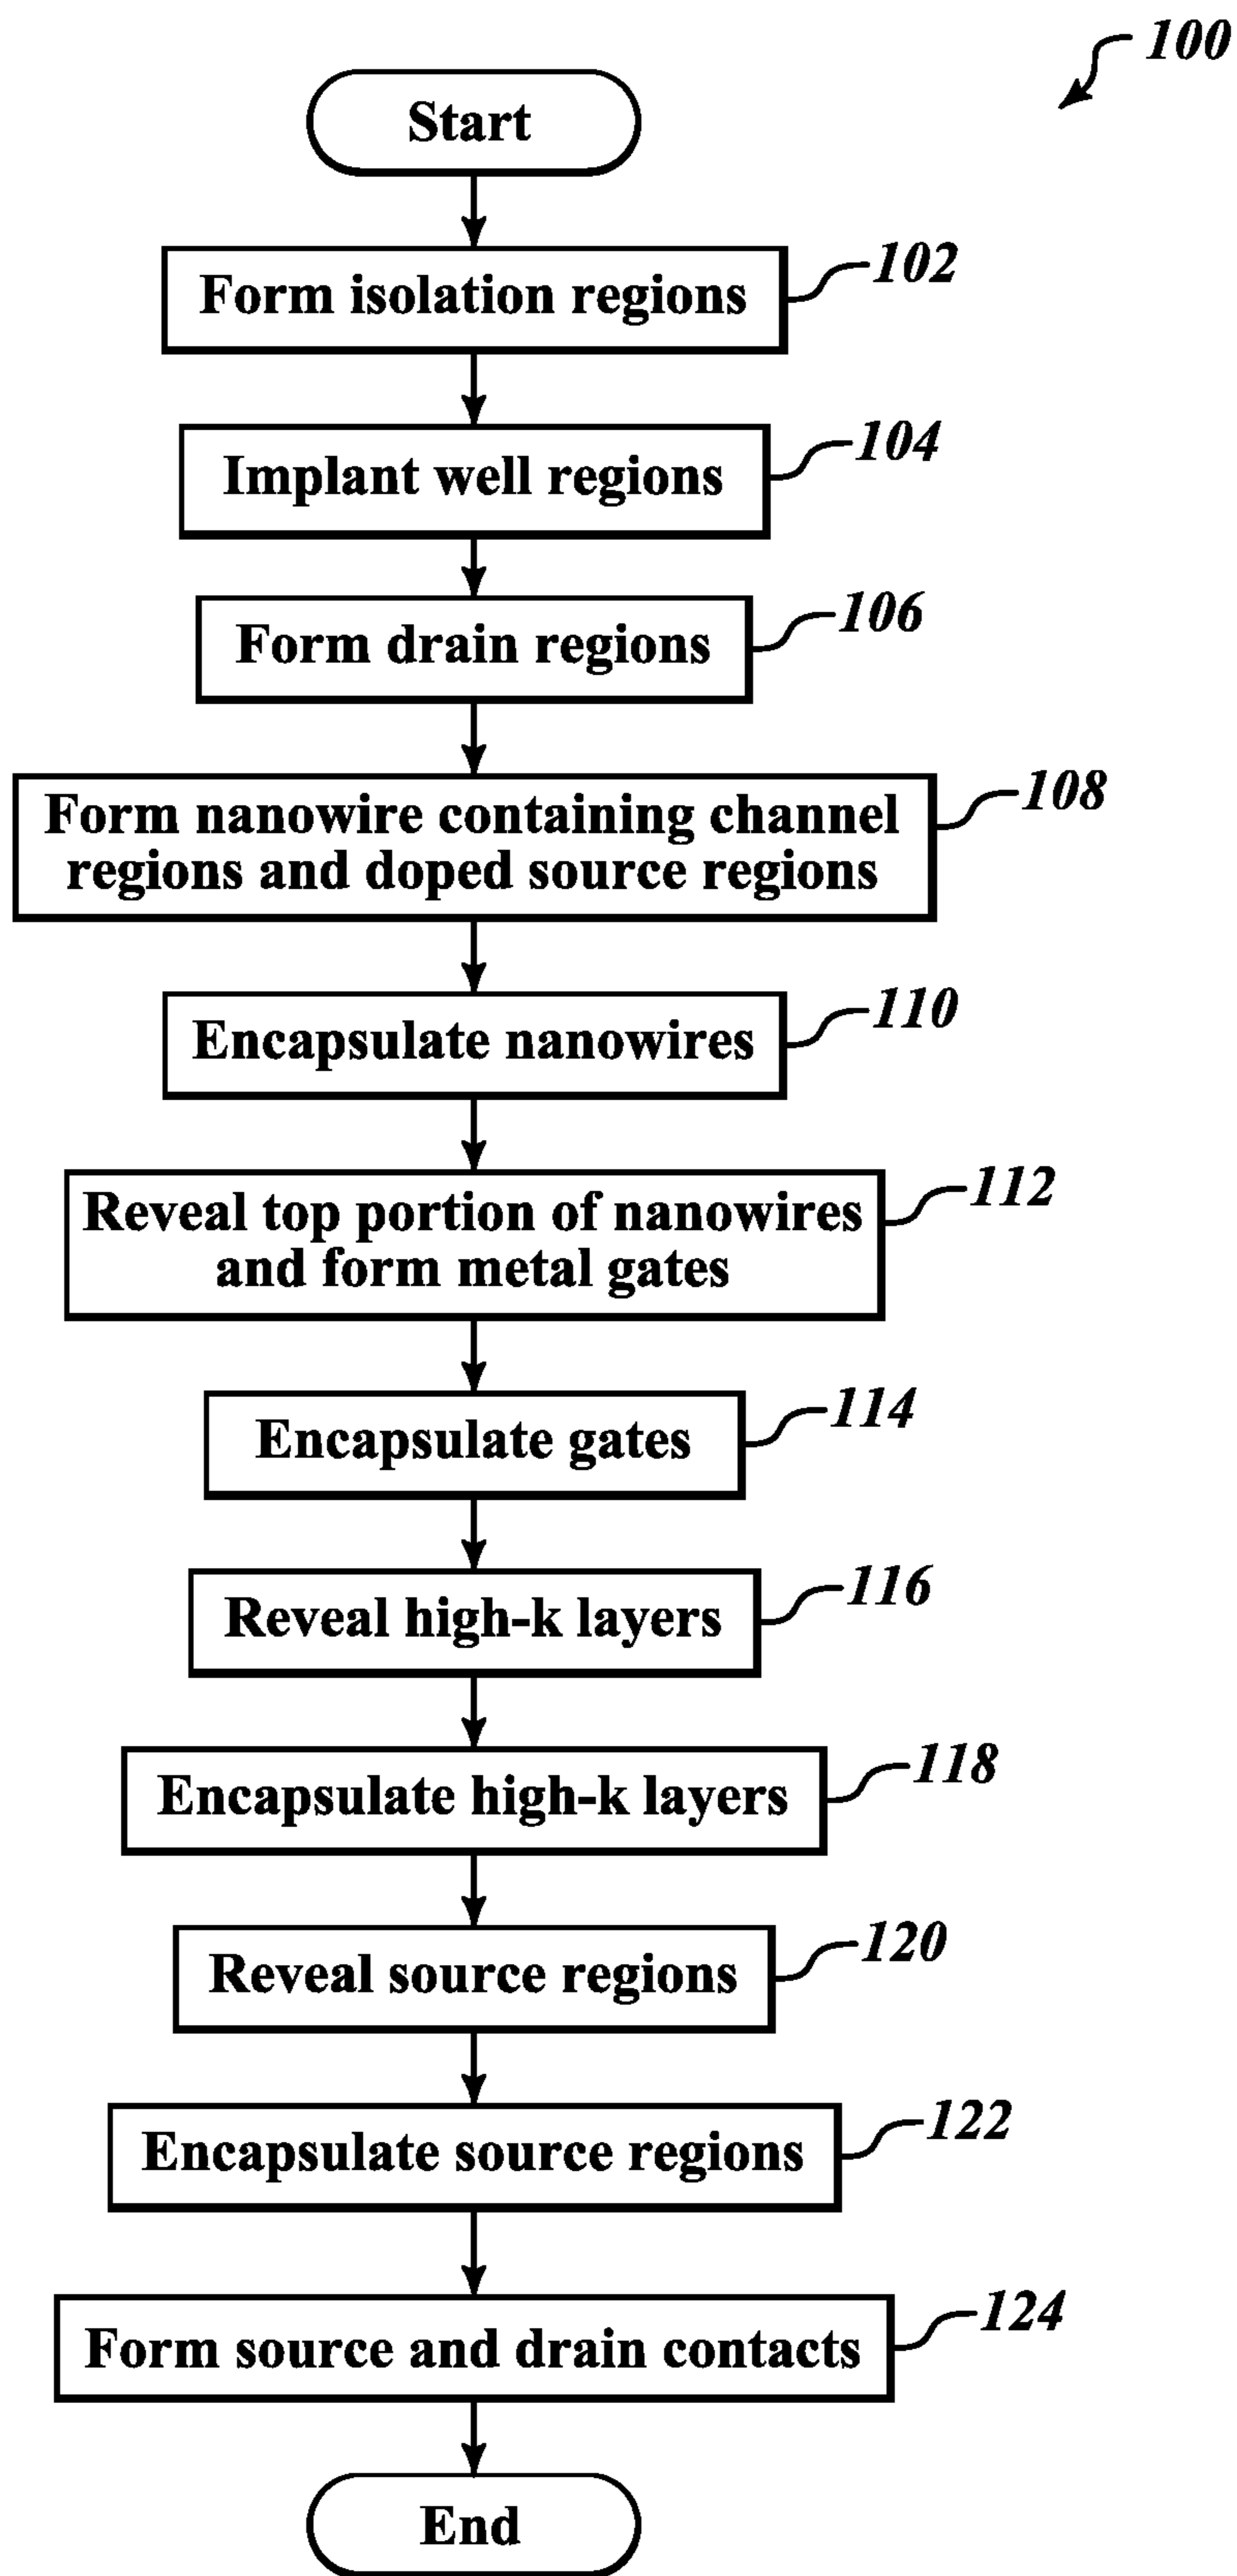 100
Start
Form isolation regions
102
Implant well regions
104
Form drain regions
106
Form nanowire containing channel
regions and doped source regions
108
Encapsulate nanowires
110
Reveal top portion of nanowires
and form metal gates
112
Encapsulate gates
114
Reveal high-k layers
116
Encapsulate high-k layers
118
Reveal source regions
120
Encapsulate source regions
122
Form source and drain contacts
124
End